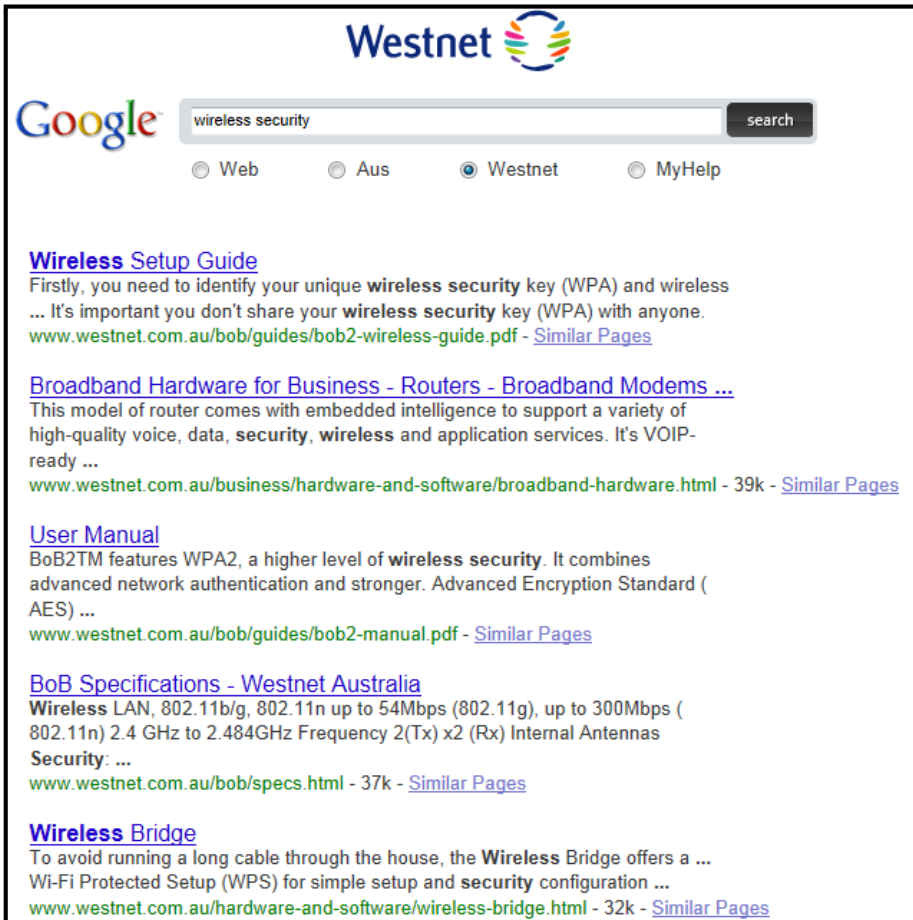 Westnet
Google
wireless security
search
Web Aus Westnet MyHelp
Wireless Setup Guide
Firstly, you need to identify your unique wireless security key (WPA) and wireless
... It's important you don't share your wireless security key (WPA) with anyone.
www.westnet.com.au/bob/guides/bob2-wireless-guide.pdf - Similar Pages
Broadband Hardware for Business - Routers - Broadband Modems ...
This model of router comes with embedded intelligence to support a variety of
high-quality voice, data, security, wireless and application services. It's VOIP-
ready ...
www.westnet.com.au/business/hardware-and-software/broadband-hardware.html - 39k - Similar Pages
User Manual
BoB2TM features WPA2, a higher level of wireless security. It combines
advanced network authentication and stronger. Advanced Encryption Standard (
AES) ...
www.westnet.com.au/bob/guides/bob2-manual.pdf - Similar Pages
BoB Specifications - Westnet Australia
Wireless LAN, 802.11b/g, 802.11n up to 54Mbps (802.11g), up to 300Mbps (
802.11n) 2.4 GHz to 2.484GHz Frequency 2(Tx) x2 (Rx) Internal Antennas
Security: ...
www.westnet.com.au/bob/specs.html - 37k - Similar Pages
Wireless Bridge
To avoid running a long cable through the house, the Wireless Bridge offers a ...
Wi-Fi Protected Setup (WPS) for simple setup and security configuration ...
www.westnet.com.au/hardware-and-software/wireless-bridge.html - 32k - Similar Pages